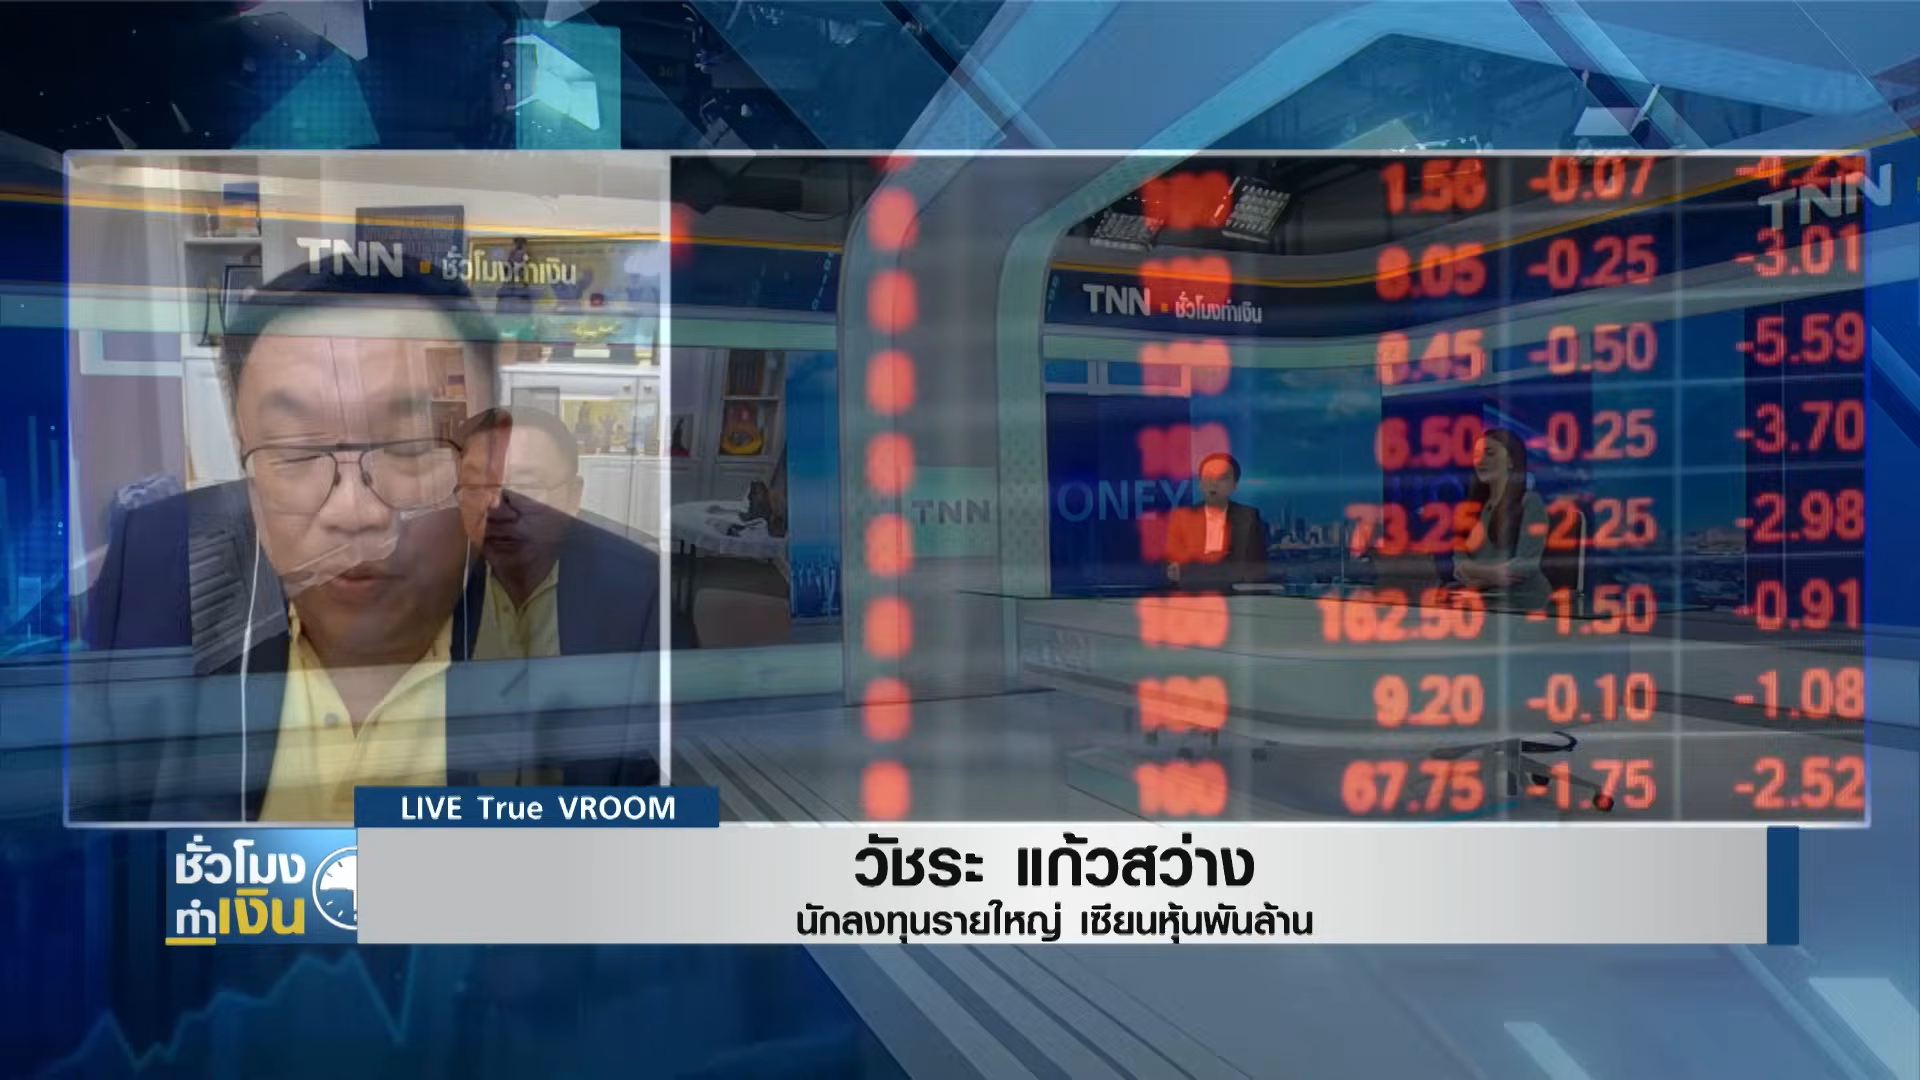 TNN
TNN ชั่วโมงทำเงิน
TNN ชั่วโมงทำเงิน
TNN
1.56 -0.07
8.05 -0.25 -3.01
8.45 -0.50 -5.59
6.50 -0.25 -3.70
73.25 -2.25 -2.98
100 162.50 -1.50 -0.91
100 9.20 -0.10 -1.08
100 67.75 -1.75 -2.52
LIVE True VROOM
ชั่วโมง
ทำเงิน
วัชระ แก้วสว่าง
นักลงทุนรายใหญ่ เซียนหุ้นพันล้าน